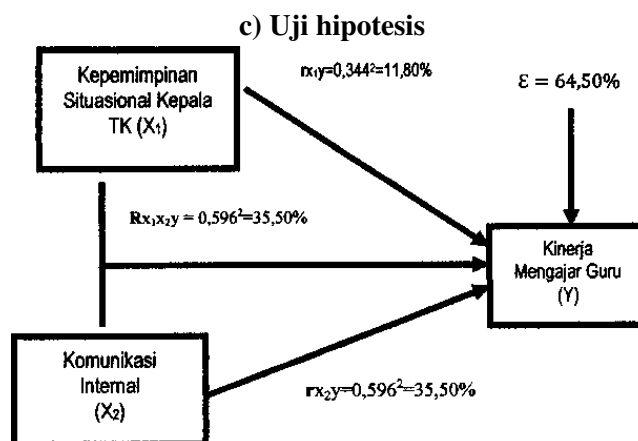 c) Uji hipotesis
Kepemimpinan
Situasional Kepala
TK (X₁)
rx₁y=0,344²=11,80%
Ɛ = 64,50%
Rx₁x₂y = 0,596²=35,50%
Kinerja
Mengajar Guru
(Y)
Komunikasi
Internal
(X₂)
rx₂y=0,596²=35,50%